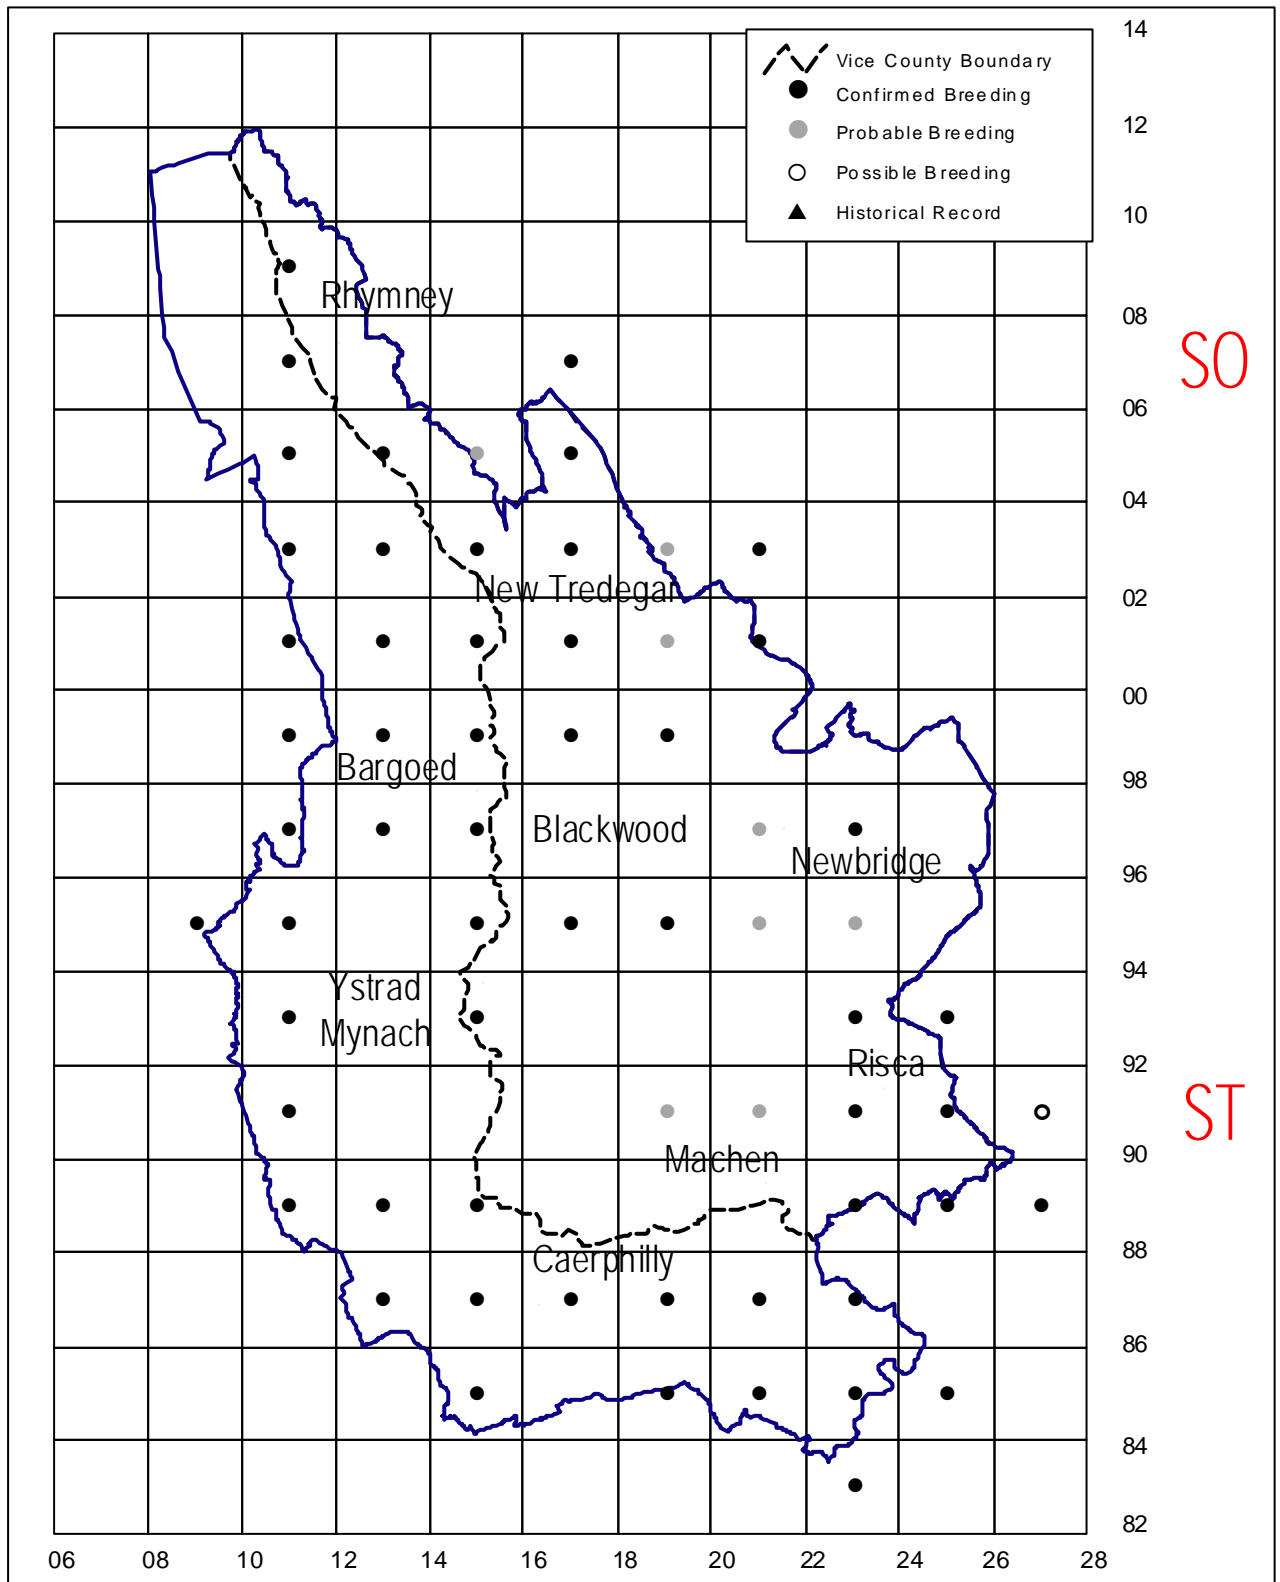 14
Vice County Boundary
Confirmed Breeding
Probable Breeding
Possible Breeding
Historical Record
12
10
Rhymney
08
SO
06
04
New Tredegar
02
00
Bargoed
98
Blackwood
Newbridge
96
94
Ystrad
Mynach
Risca
92
ST
Machen
90
Caerphilly
88
86
84
82
06 08 10 12 14 16 18 20 22 24 26 28